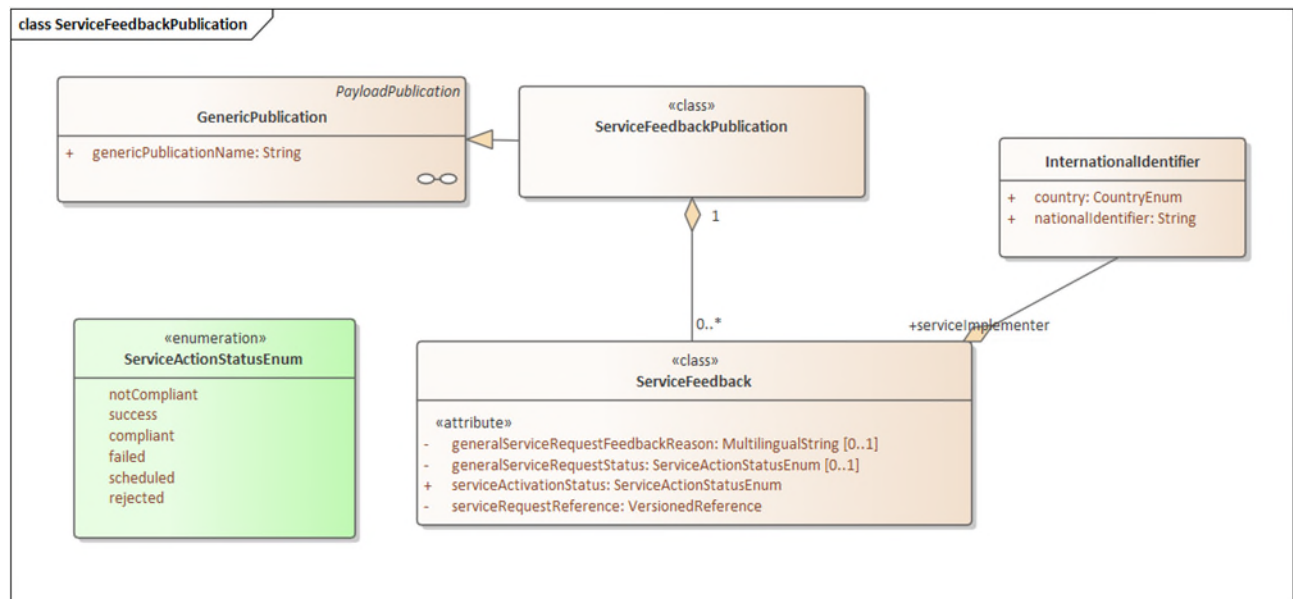 class ServiceFeedbackPublication
PayloadPublication
GenericPublication
+ genericPublicationName: String
«class»
ServiceFeedbackPublication
InternationalIdentifier
+ country: CountryEnum
+ nationalIdentifier: String
1
0..*
+serviceImplementer
«enumeration»
ServiceActionStatusEnum
notCompliant
success
compliant
failed
scheduled
rejected
«class»
ServiceFeedback
«attribute»
- generalServiceRequestFeedbackReason: MultilingualString [0..1]
- generalServiceRequestStatus: ServiceActionStatusEnum [0..1]
+ serviceActivationStatus: ServiceActionStatusEnum
- serviceRequestReference: VersionedReference